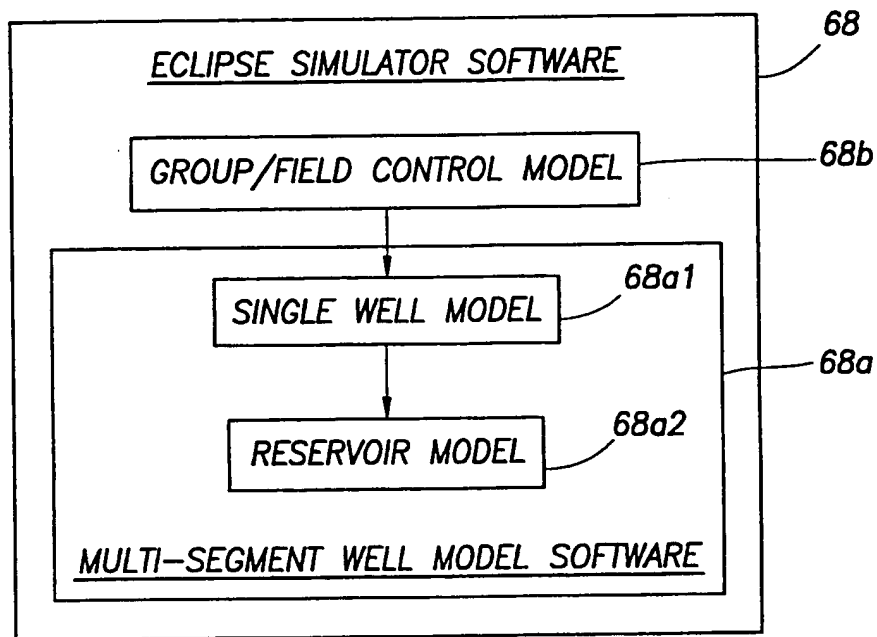 68
ECLIPSE SIMULATOR SOFTWARE
GROUP/FIELD CONTROL MODEL
68b
SINGLE WELL MODEL
68a1
68a
RESERVOIR MODEL
68a2
MULTI-SEGMENT WELL MODEL SOFTWARE